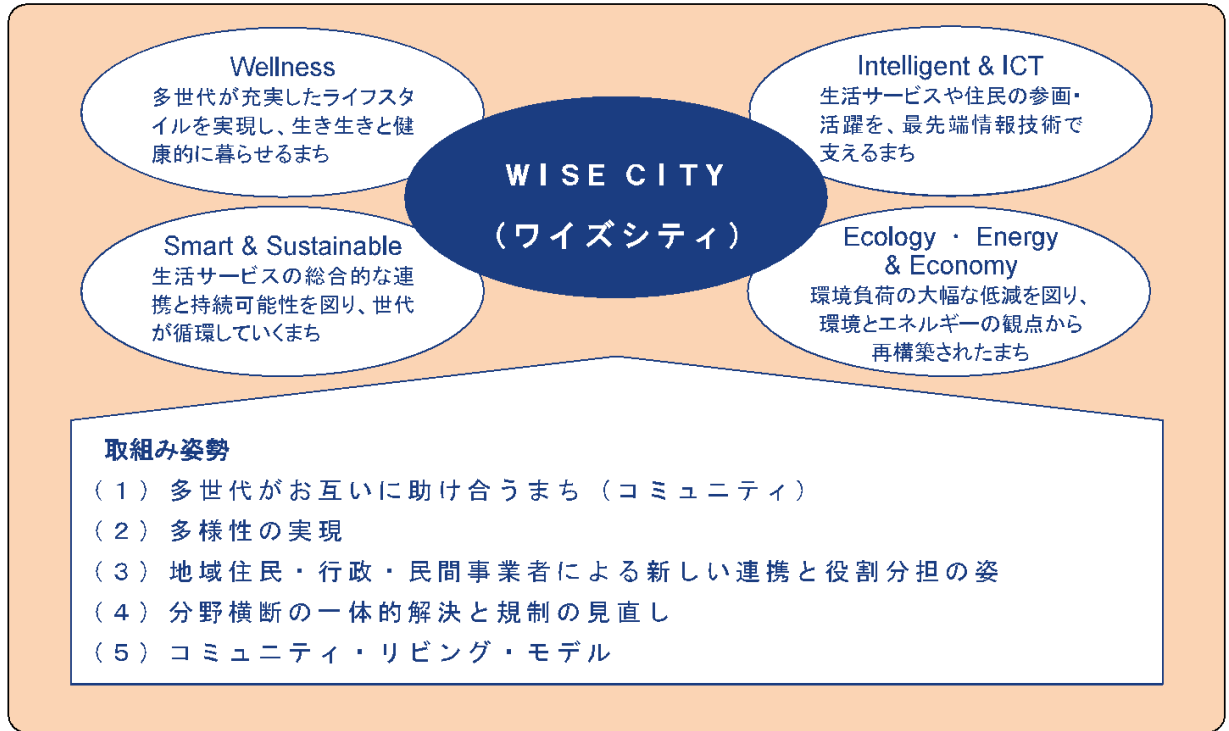 Wellness
多世代が充実したライフスタ
イルを実現し、生き生きと健
康的に暮らせるまち
Intelligent & ICT
生活サービスや住民の参画・
活躍を、最先端情報技術で
支えるまち
WISE CITY
(ワイズシティ)
Smart & Sustainable
生活サービスの総合的な連
携と持続可能性を図り、世代
が循環していくまち
Ecology ・ Energy
& Economy
環境負荷の大幅な低減を図り、
環境とエネルギーの観点から
再構築されたまち
取組み姿勢
(1)多世代がお互いに助け合うまち(コミュニティ)
(2)多様性の実現
(3)地域住民・行政・民間事業者による新しい連携と役割分担の姿
(4)分野横断の一体的解決と規制の見直し
(5)コミュニティ・リビング・モデル